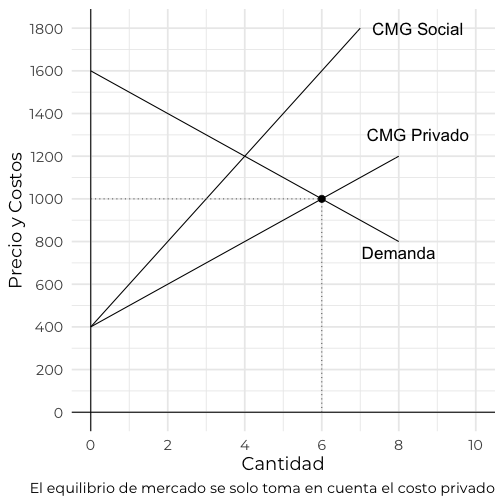 1800
1600
1400
1200
1000
800
600
400
200
0
Precio y Costos
CMG Social
CMG Privado
Demanda
0 2 4 6 8 10
Cantidad
El equilibrio de mercado se solo toma en cuenta el costo privado